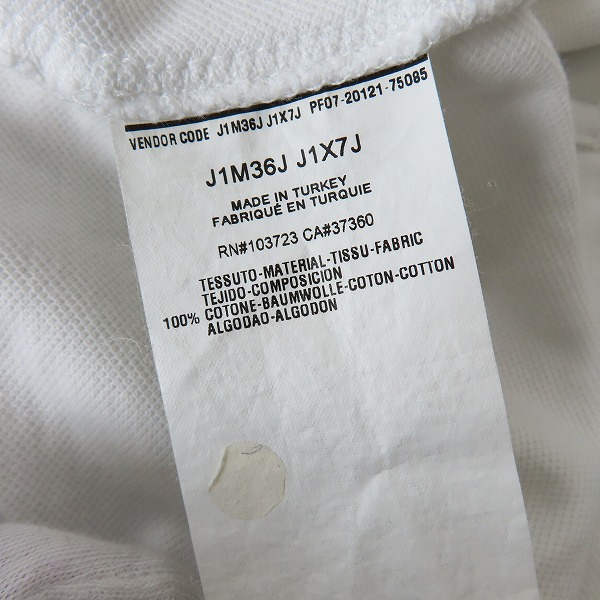 VENDOR CODE J1M36J J1X7J PF07-20121-75085
J1M36J J1X7J
MADE IN TURKEY
FABRIQUÉ EN TURQUIE
RN#103723 CA#37360
TESSUTO-MATERIAL-TISSU-FABRIC
TEJIDO-COMPOSICION
100% COTONE-BAUMWOLLE-COTON-COTTON
ALGODAO-ALGODON